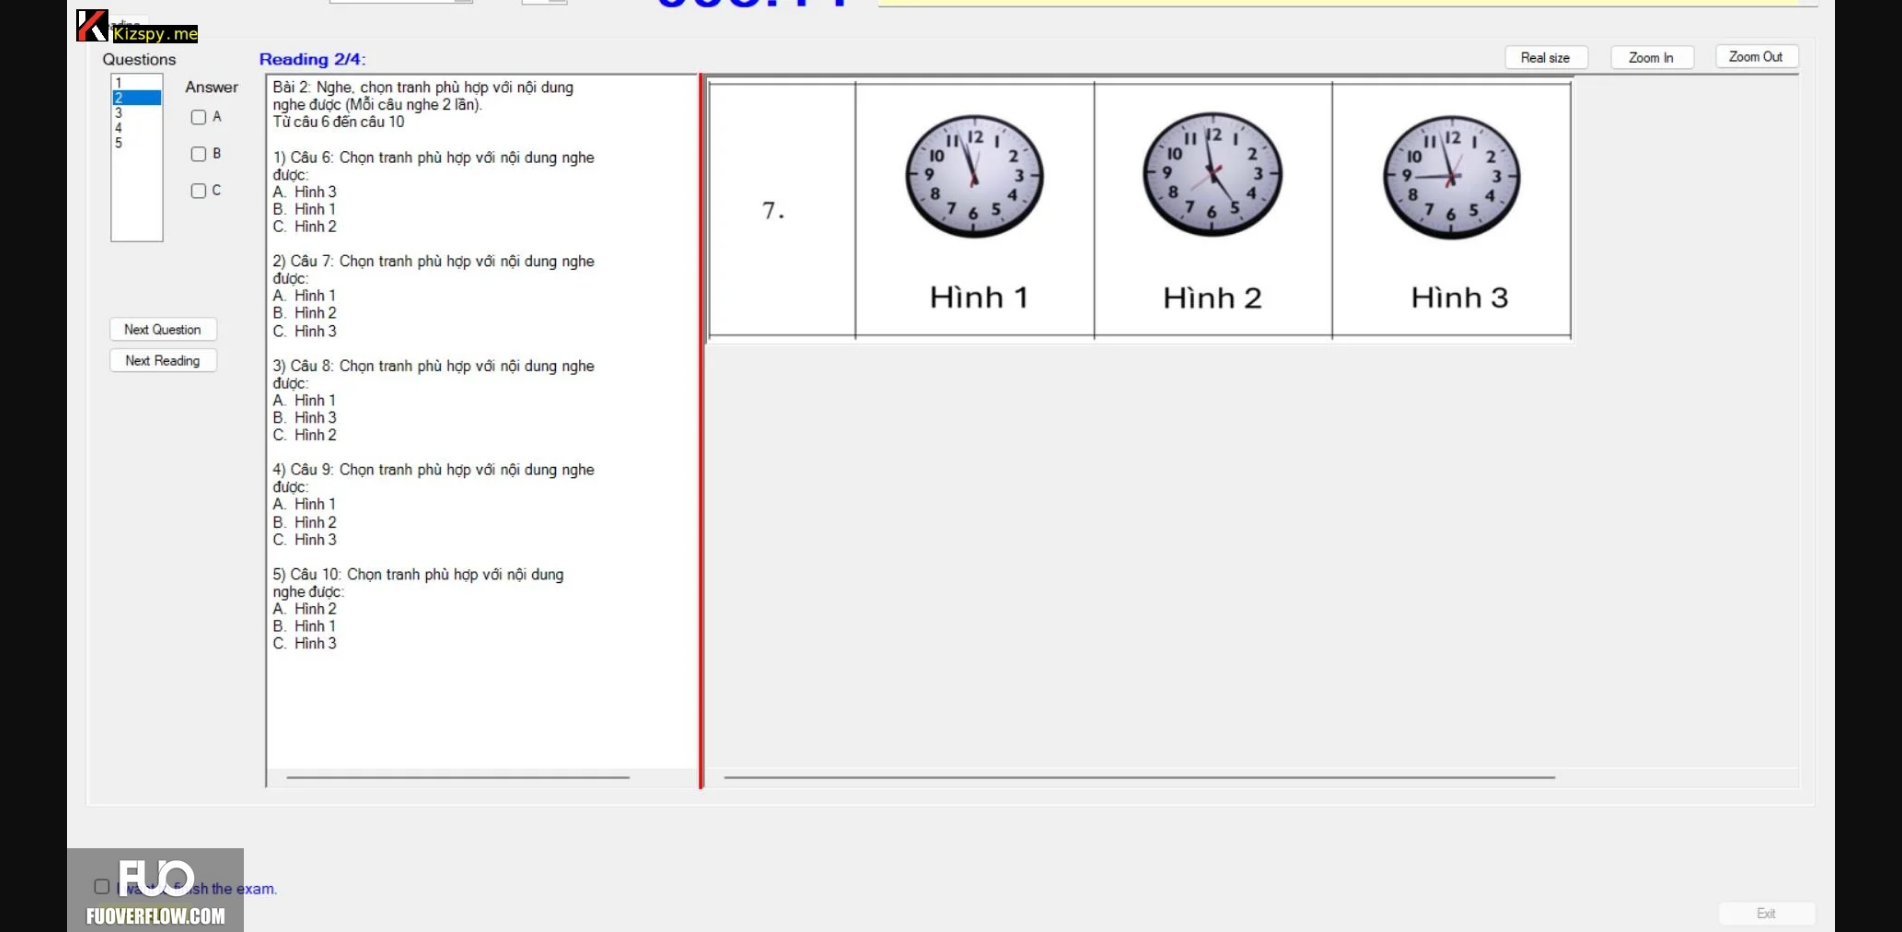 Kizspy.me
Questions
Reading 2/4:
Real size
Zoom In
Zoom Out
1
2
3
4
5
Answer
A
B
C
Next Question
Next Reading
Bài 2: Nghe, chọn tranh phù hợp với nội dung
nghe được (Mỗi câu nghe 2 lần).
Từ câu 6 đến câu 10
1) Câu 6: Chọn tranh phù hợp với nội dung nghe
được:
A. Hình 3
B. Hình 1
C. Hình 2
2) Câu 7: Chọn tranh phù hợp với nội dung nghe
được:
A. Hình 1
B. Hình 2
C. Hình 3
3) Câu 8: Chọn tranh phù hợp với nội dung nghe
được:
A. Hình 1
B. Hình 3
C. Hình 2
4) Câu 9: Chọn tranh phù hợp với nội dung nghe
được:
A. Hình 1
B. Hình 2
C. Hình 3
5) Câu 10: Chọn tranh phù hợp với nội dung
nghe được:
A. Hình 2
B. Hình 1
C. Hình 3
7.
12 1 2 3 4 5 6 7 8 9 10 11
12 1 2 3 4 5 6 7 8 9 10 11
12 1 2 3 4 5 6 7 8 9 10 11
Hình 1
Hình 2
Hình 3
FUO
the exam.
FUOVERFLOW.COM
Exit